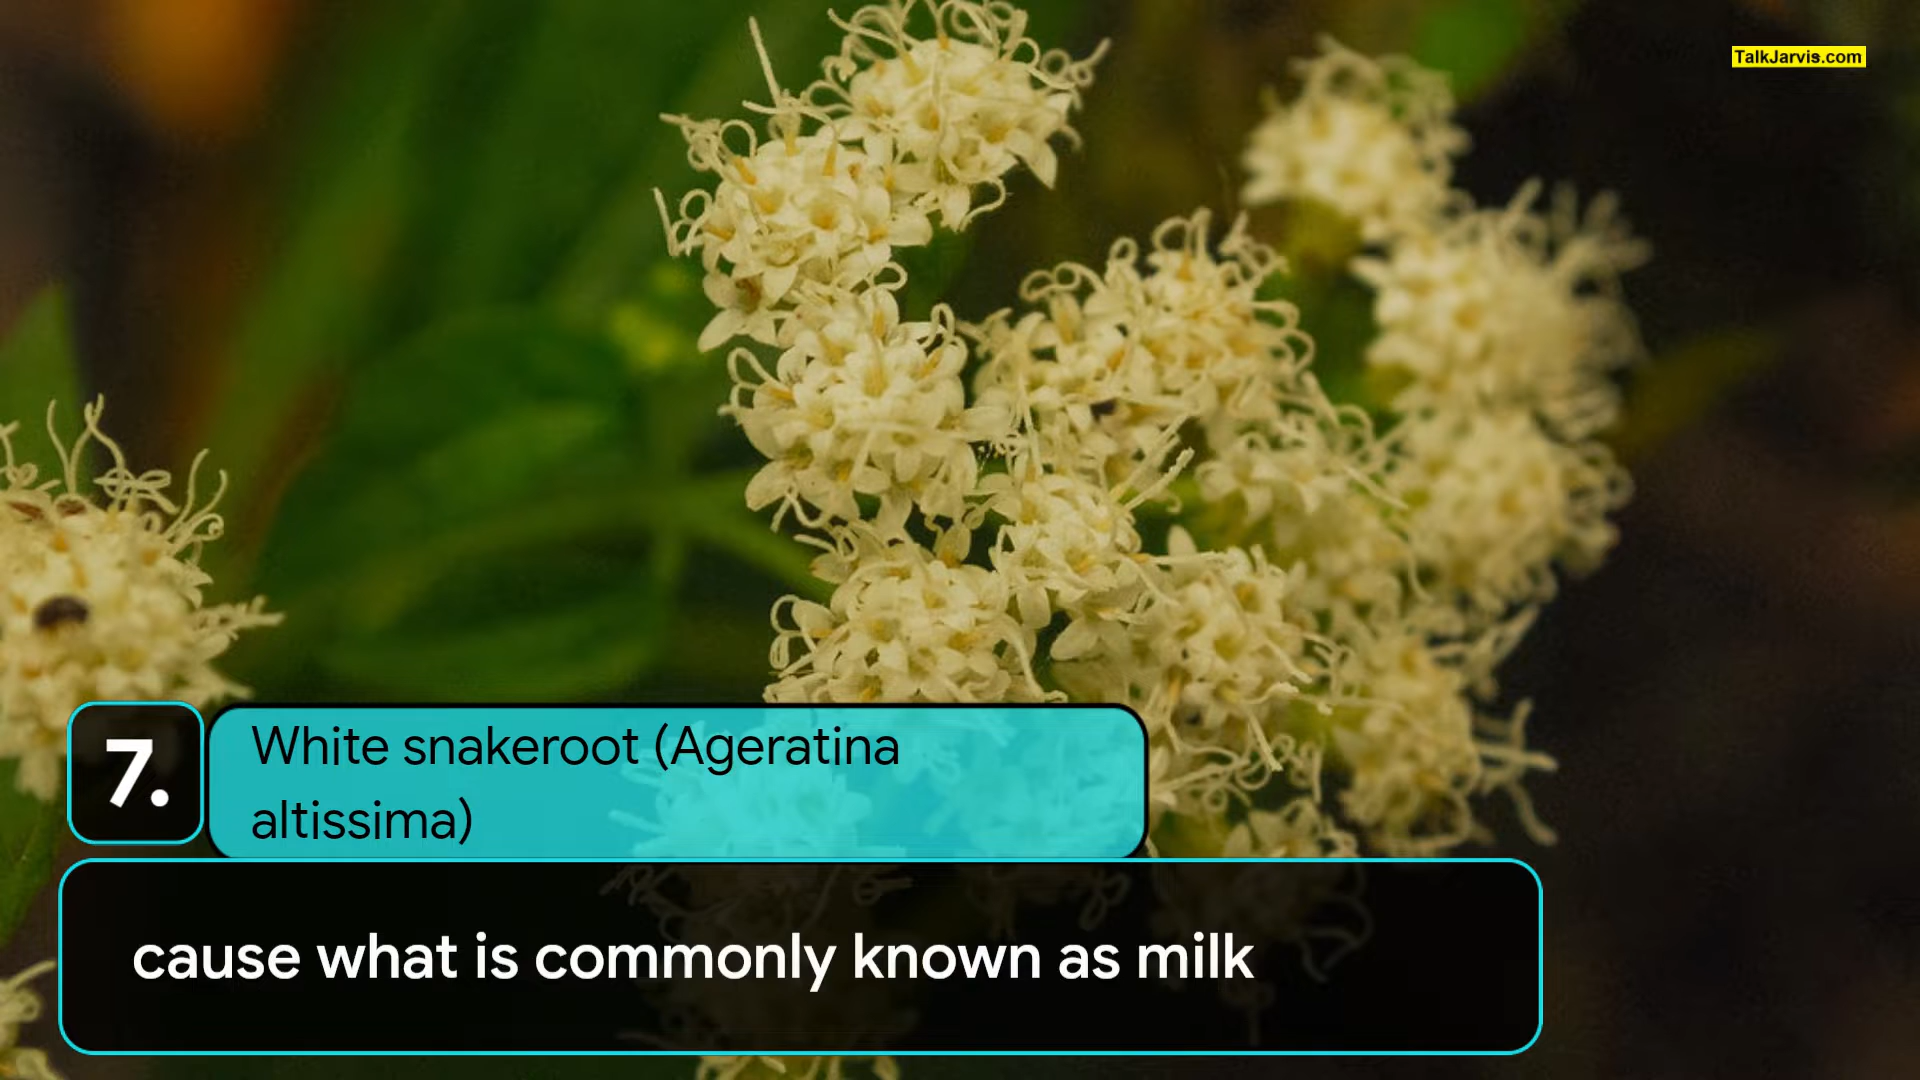 TalkJarvis.com
7.
White snakeroot (Ageratina
altissima)
cause what is commonly known as milk